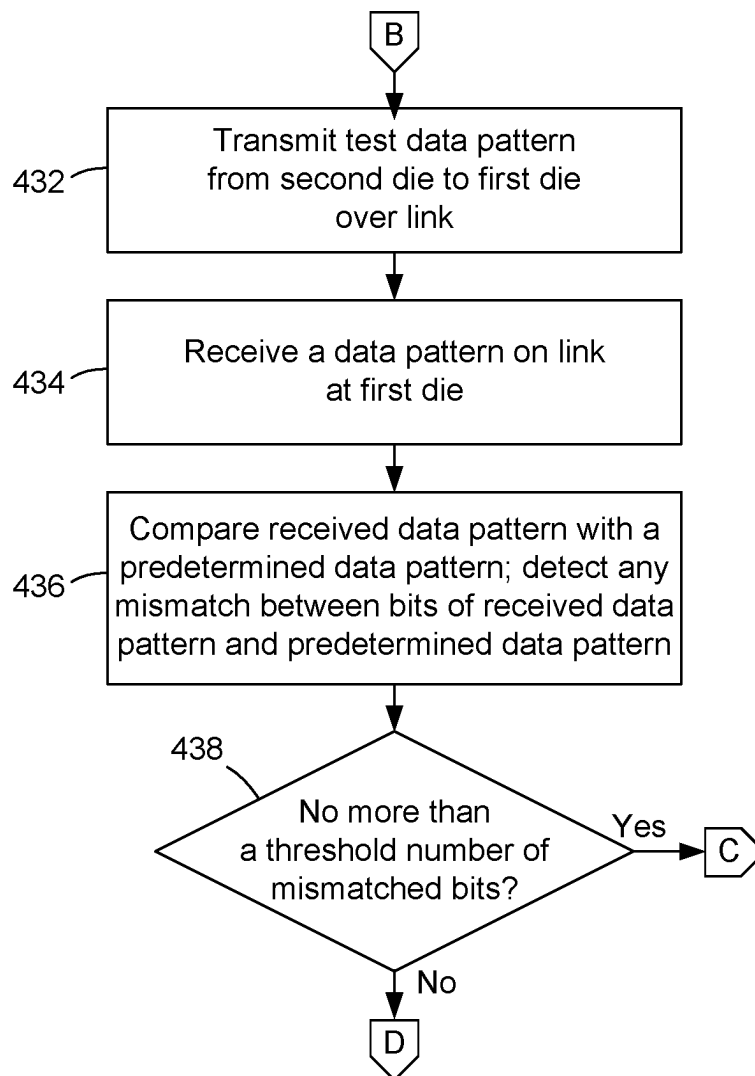 B
Transmit test data pattern
from second die to first die
over link
432
Receive a data pattern on link
at first die
434
Compare received data pattern with a
predetermined data pattern; detect any
mismatch between bits of received data
pattern and predetermined data pattern
436
438
No more than
a threshold number of
mismatched bits?
Yes
C
No
D